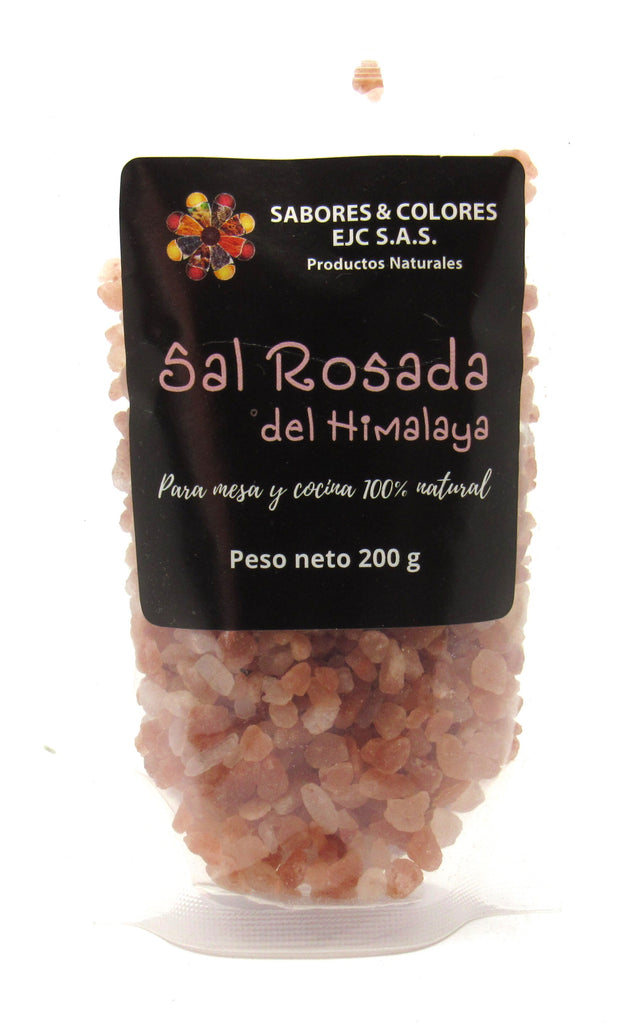 SABORES & COLORES
EJC S.A.S.
Productos Naturales
Sal Rosada
del Himalaya
Para mesa y cocina 100% natural
Peso neto 200 g